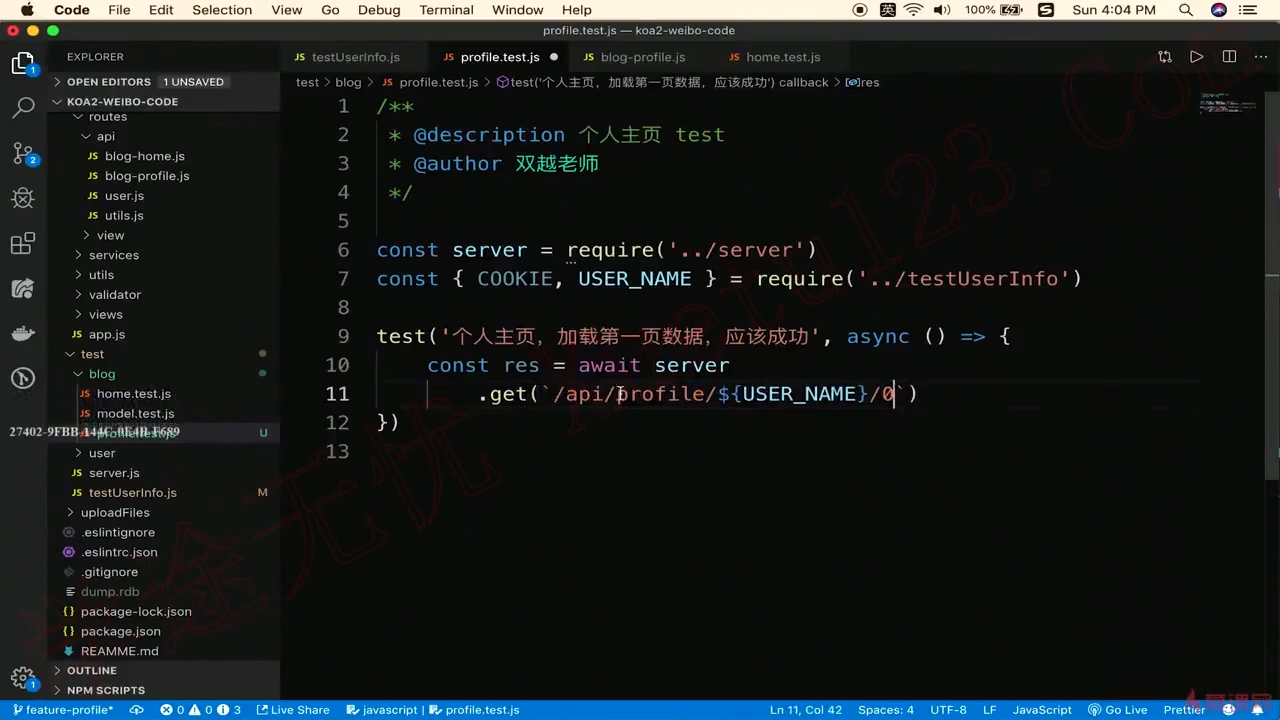 Code File Edit Selection View Go Debug Terminal Window Help 英 100% Sun 4:04 PM
profile.test.js — koa2-weibo-code
EXPLORER
testUserInfo.js profile.test.js blog-profile.js home.test.js
OPEN EDITORS 1 UNSAVED
test > blog > profile.test.js > test('个人主页，加载第一页数据，应该成功') callback > res
KOA2-WEIBO-CODE
routes
api
blog-home.js
blog-profile.js
user.js
utils.js
view
services
utils
validator
views
app.js
test
blog
home.test.js
model.test.js
profile.test.js U
user
server.js
testUserInfo.js M
uploadFiles
.eslintignore
.eslintrc.json
.gitignore
dump.rdb
package-lock.json
package.json
REAMME.md
OUTLINE
NPM SCRIPTS
1 /**
2 * @description 个人主页 test
3 * @author 双越老师
4 */
5
6 const server = require('../server')
7 const { COOKIE, USER_NAME } = require('../testUserInfo')
8
9 test('个人主页，加载第一页数据，应该成功', async () => {
10 const res = await server
11 .get(`/api/profile/${USER_NAME}/0`)
12 })
13
feature-profile* 0 0 3 Live Share javascript | profile.test.js Ln 11, Col 42 Spaces: 4 UTF-8 LF JavaScript Go Live Prettier